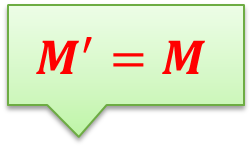 M′ = M